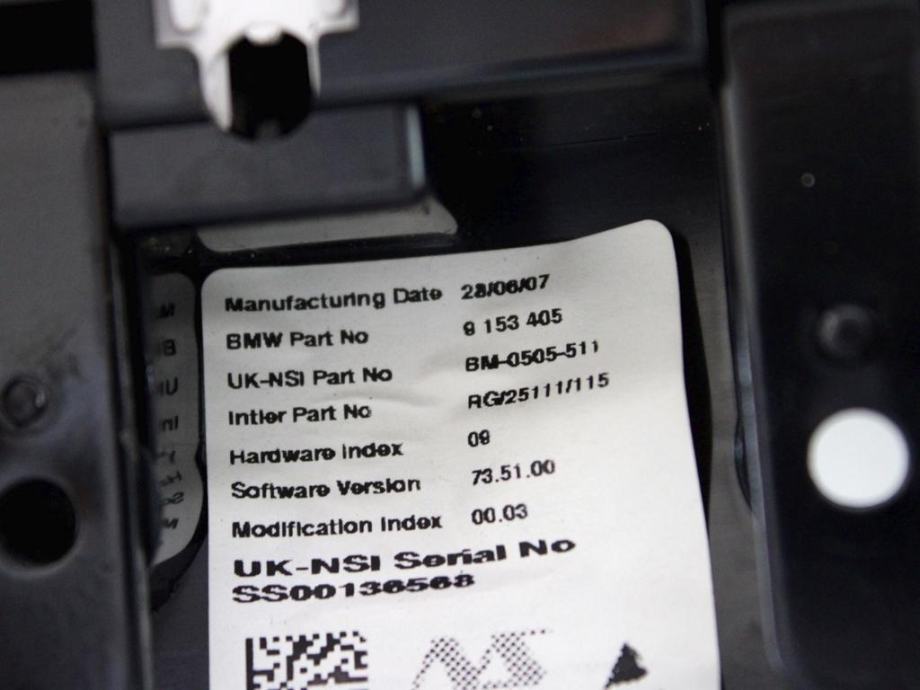 Manufacturing Date 28/06/07
BMW Part No 9 153 405
UK-NSI Part No BM-0505-511
Intier Part No RG/25111/115
Hardware Index 09
Software Version 73.51.00
Modification Index 00.03
UK-NSI Serial No
SS00136568